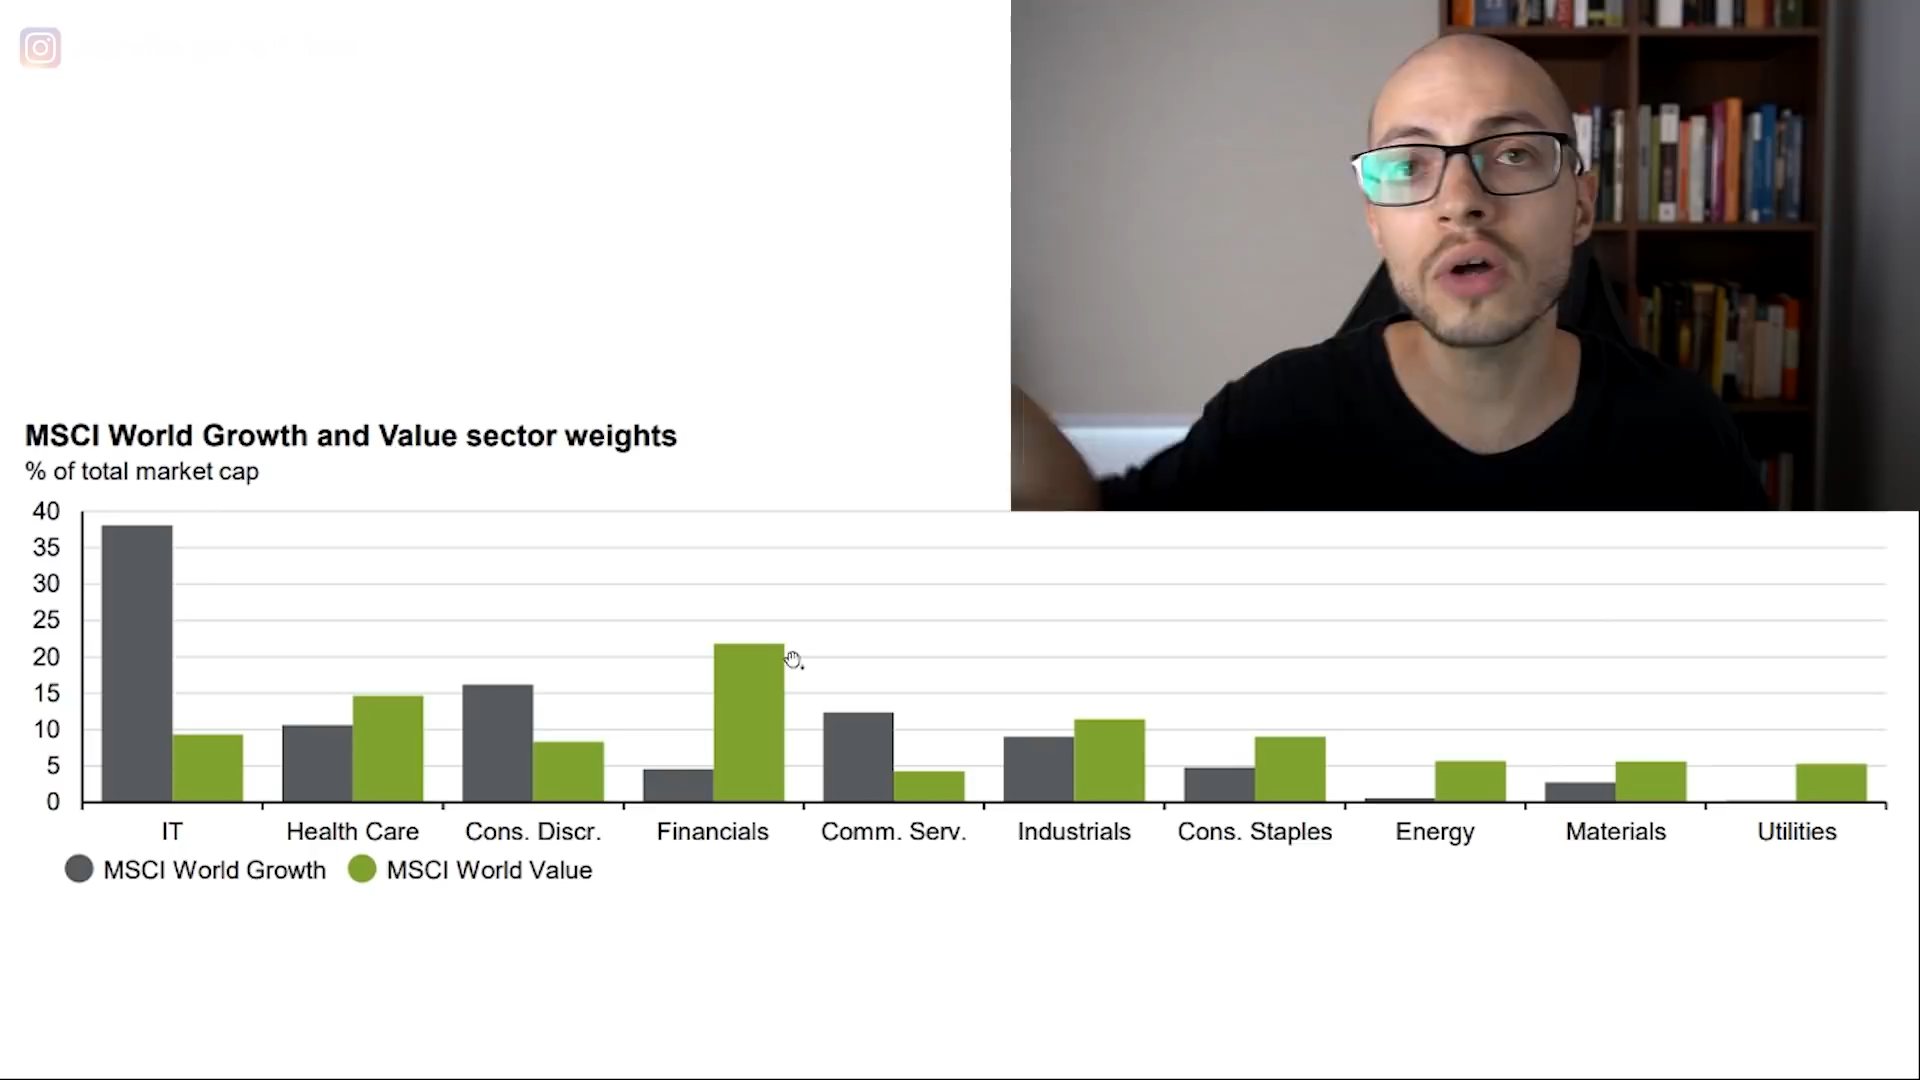 MSCI World Growth and Value sector weights
% of total market cap
40
35
30
25
20
15
10
5
0
IT Health Care Cons. Discr. Financials Comm. Serv. Industrials Cons. Staples Energy Materials Utilities
MSCI World Growth MSCI World Value